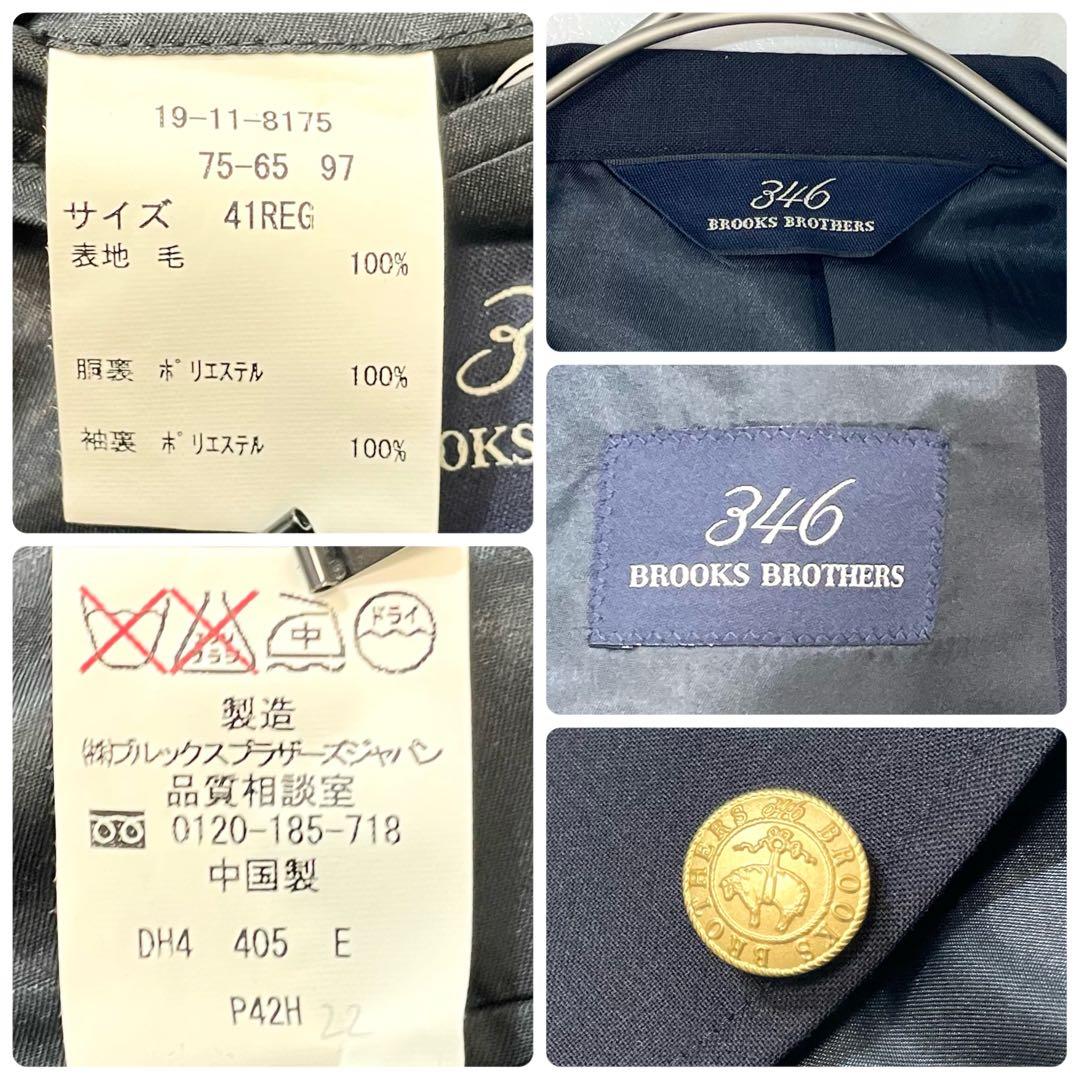 19-11-8175
75-65 97
サイズ 41REG
表地 毛 100%
胴裏 ポリエステル 100%
袖裏 ポリエステル 100%
346
BROOKS BROTHERS
346
BROOKS BROTHERS
中
ドライ
製造
(株)ブルックスブラザーズジャパン
品質相談室
0120-185-718
中国製
DH4 405 E
P42H
22
BROTHERS 346 BROOKS